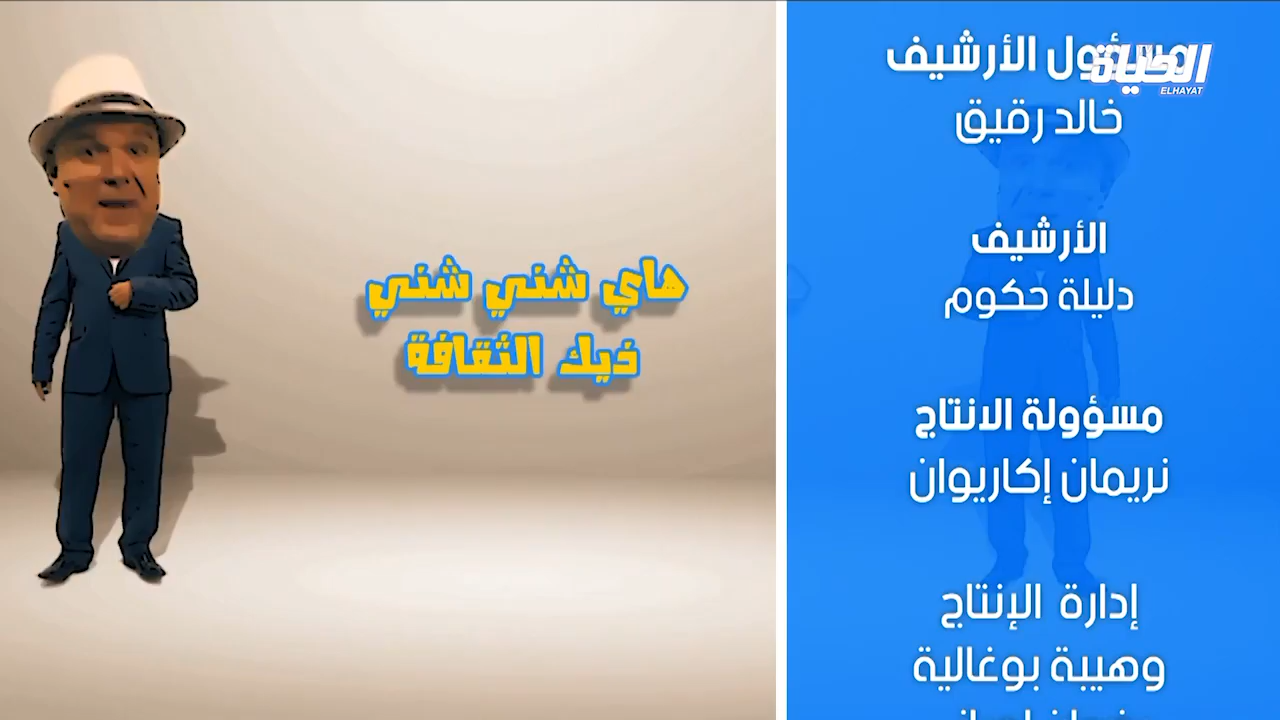 هاي شني شني
ذيك الثقافة
مسؤول الأرشيف
خالد رقيق
الأرشيف
دليلة حكوم
مسؤولة الانتاج
نريمان إكاريوان
إدارة الإنتاج
وهيبة بوغالية
الحياة
ELHAYAT